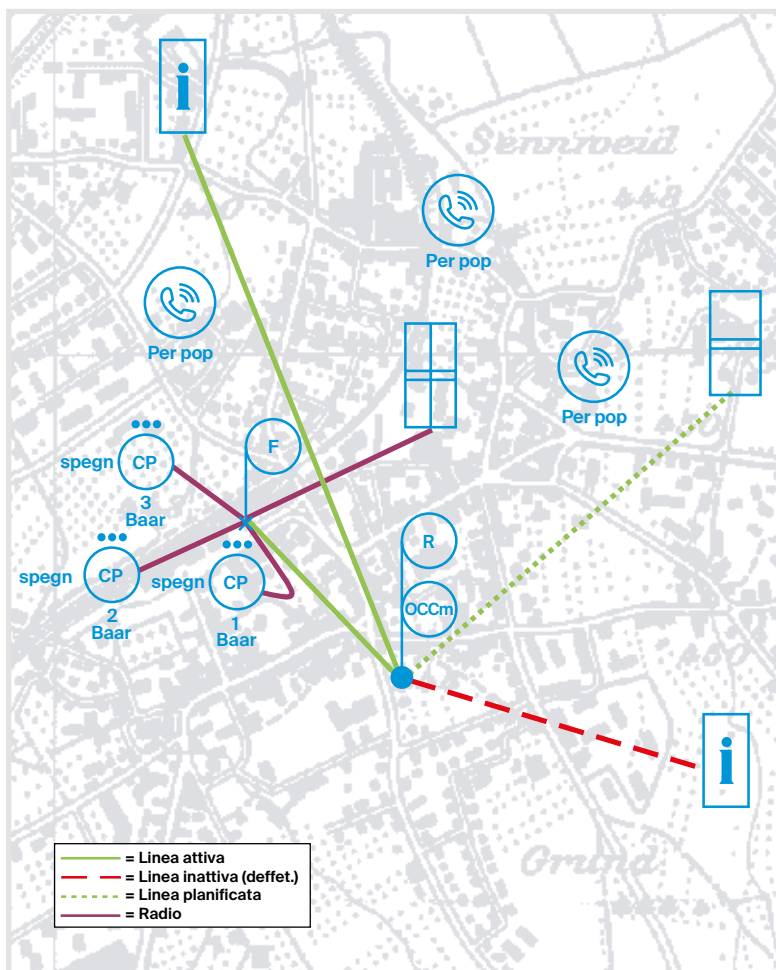 i
Sennweid
449
Per pop
Per pop
Per pop
F
spegn
CP
3
Baar
spegn
CP
2
Baar
spegn
CP
1
Baar
R
OCCm
i
Grund
= Linea attiva
= Linea inattiva (deffet.)
= Linea planificata
= Radio